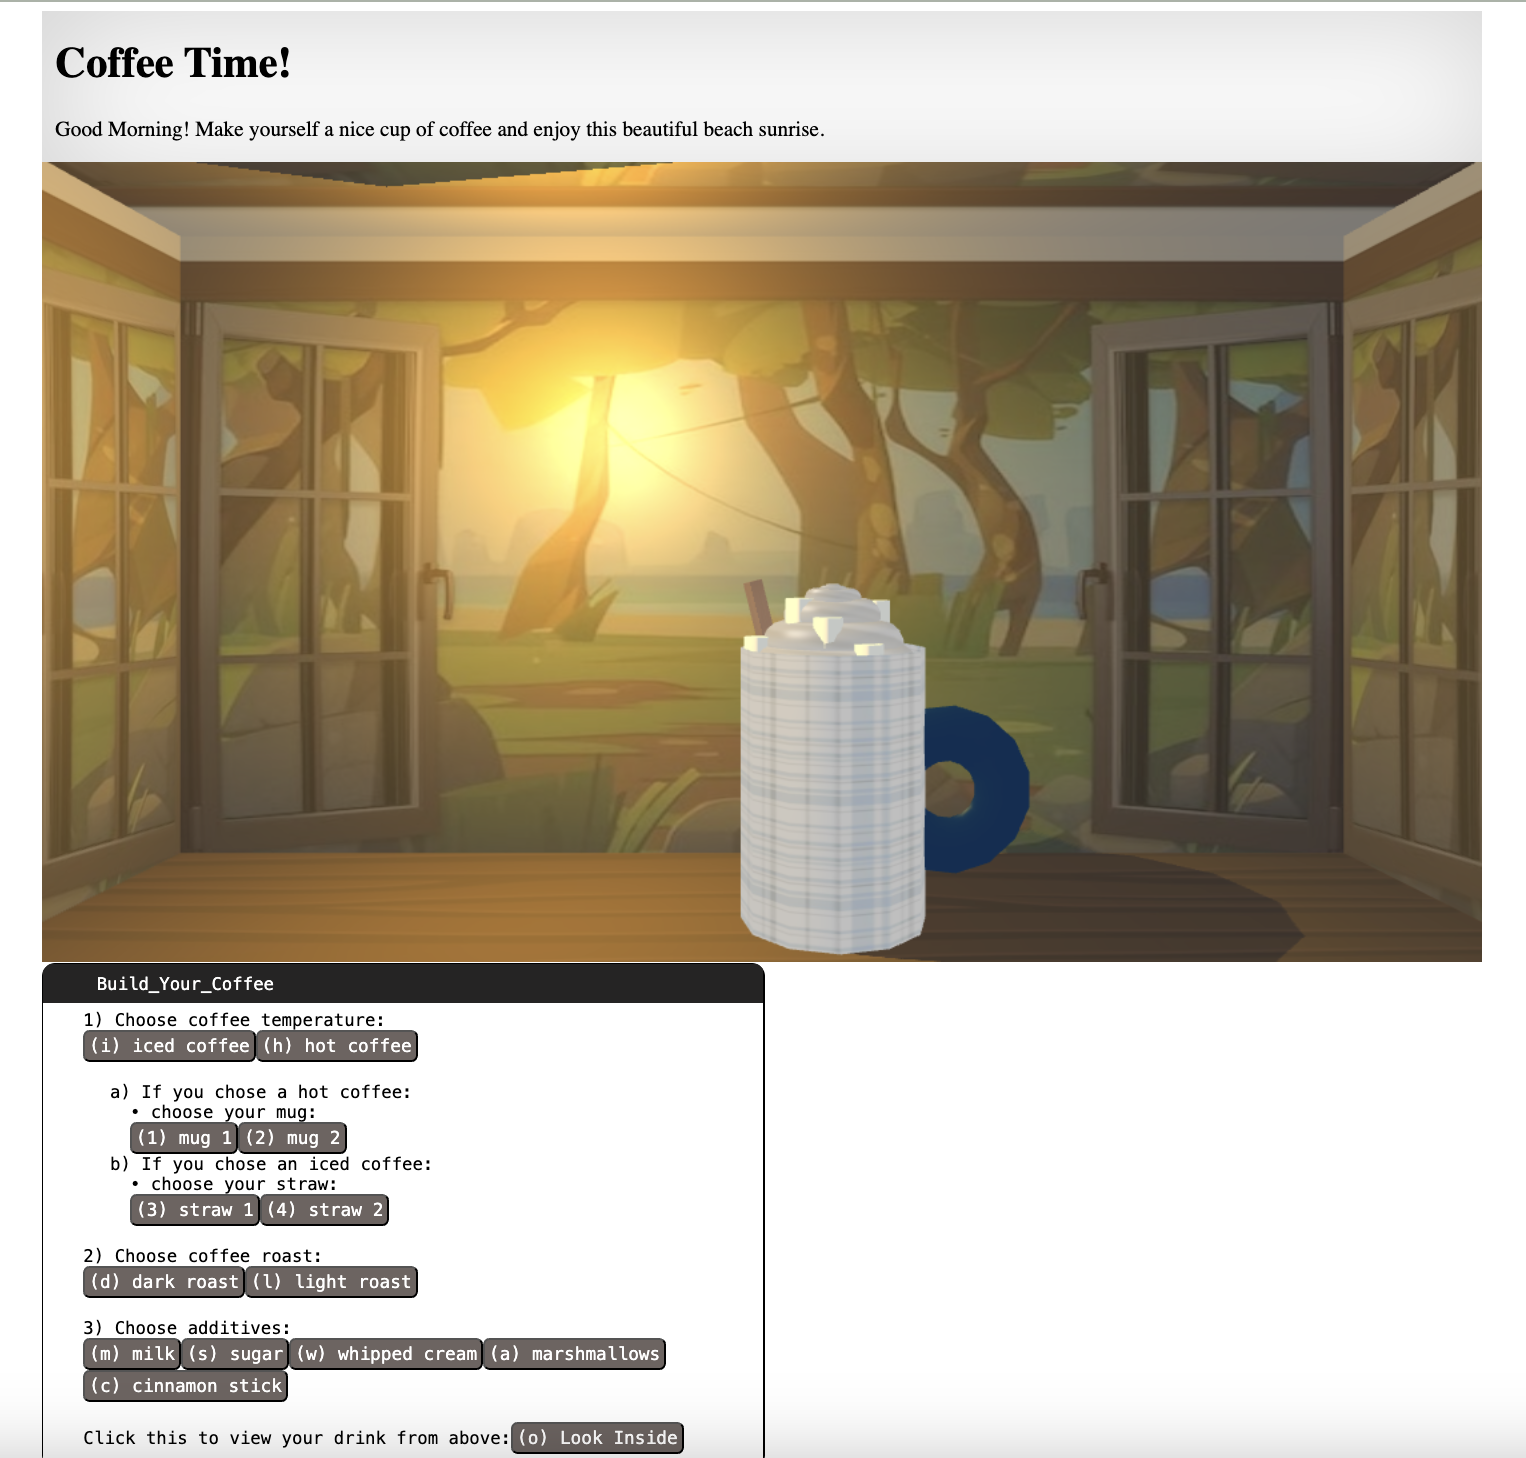 Coffee Time!
Good Morning! Make yourself a nice cup of coffee and enjoy this beautiful beach sunrise.
Build_Your_Coffee
1) Choose coffee temperature:
(i) iced coffee (h) hot coffee
a) If you chose a hot coffee:
• choose your mug:
(1) mug 1 (2) mug 2
b) If you chose an iced coffee:
• choose your straw:
(3) straw 1 (4) straw 2
2) Choose coffee roast:
(d) dark roast (l) light roast
3) Choose additives:
(m) milk (s) sugar (w) whipped cream (a) marshmallows
(c) cinnamon stick
Click this to view your drink from above: (o) Look Inside